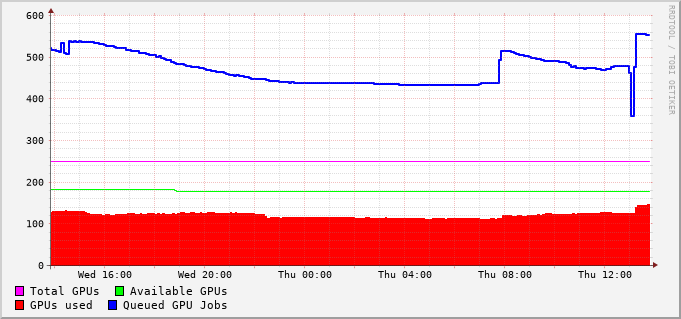 600
500
400
300
200
100
0
Wed 16:00 Wed 20:00 Thu 00:00 Thu 04:00 Thu 08:00 Thu 12:00
Total GPUs Available GPUs
GPUs used Queued GPU Jobs
RRDTOOL / TOBI OETIKER